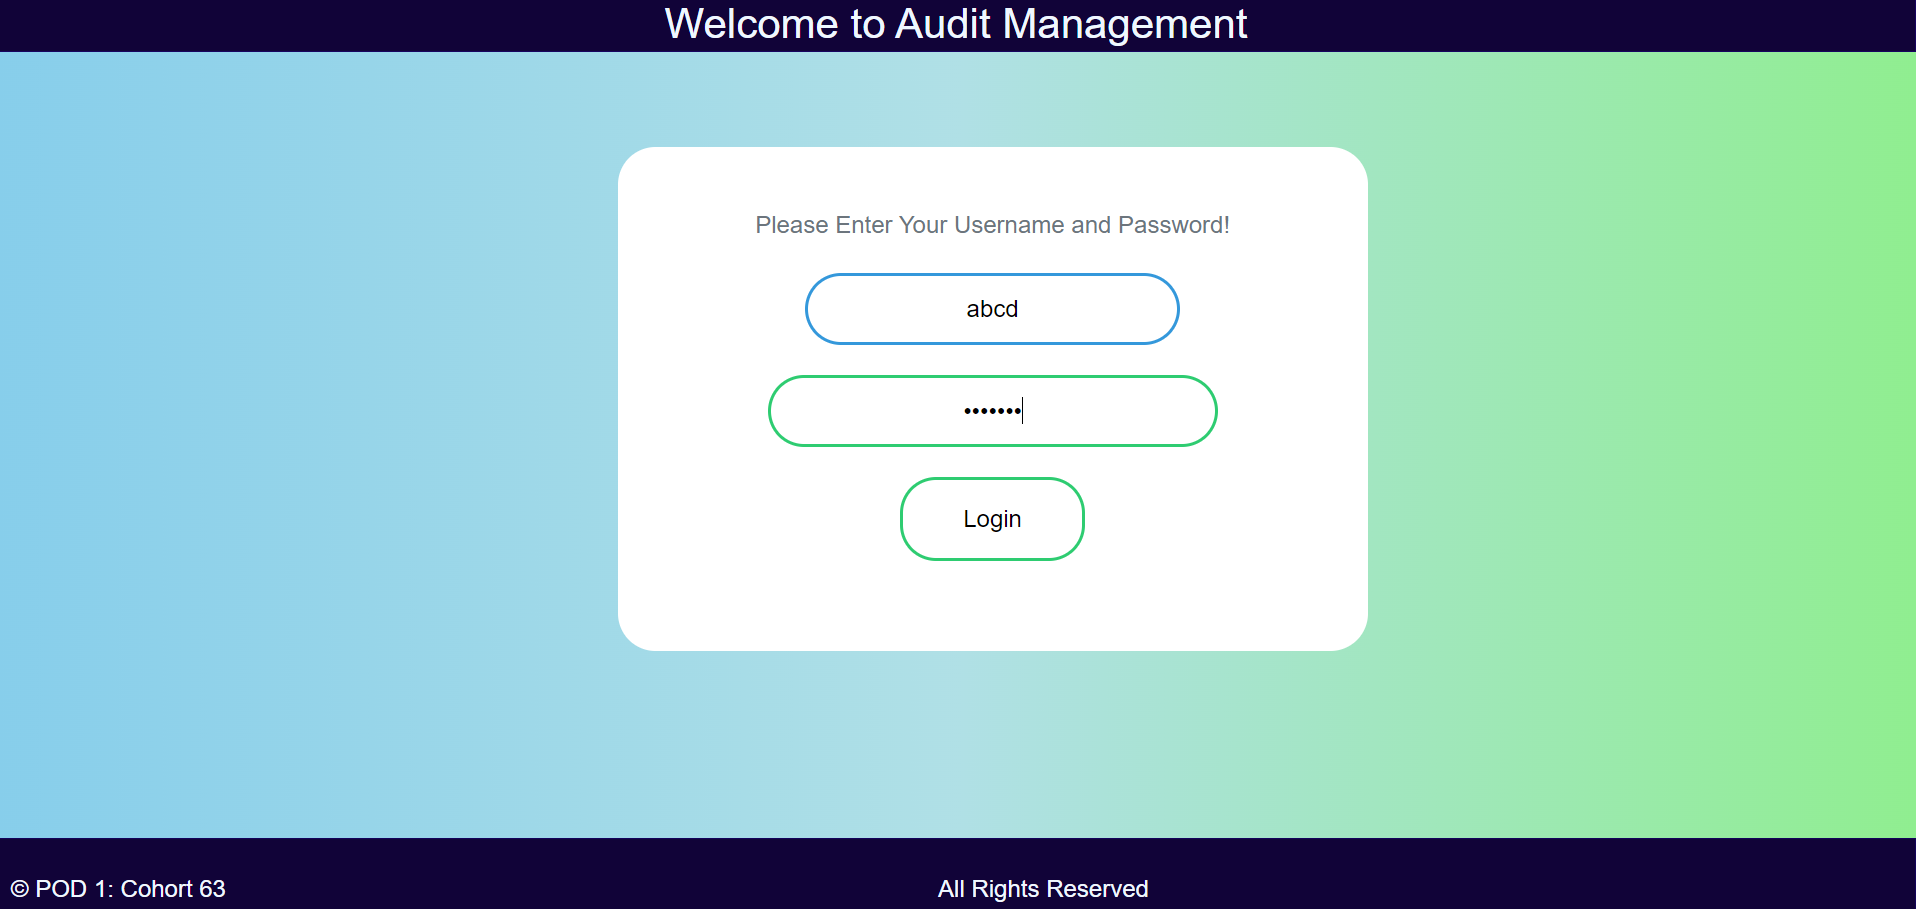 Welcome to Audit Management
Please Enter Your Username and Password!
abcd
•••••••
Login
© POD 1: Cohort 63
All Rights Reserved